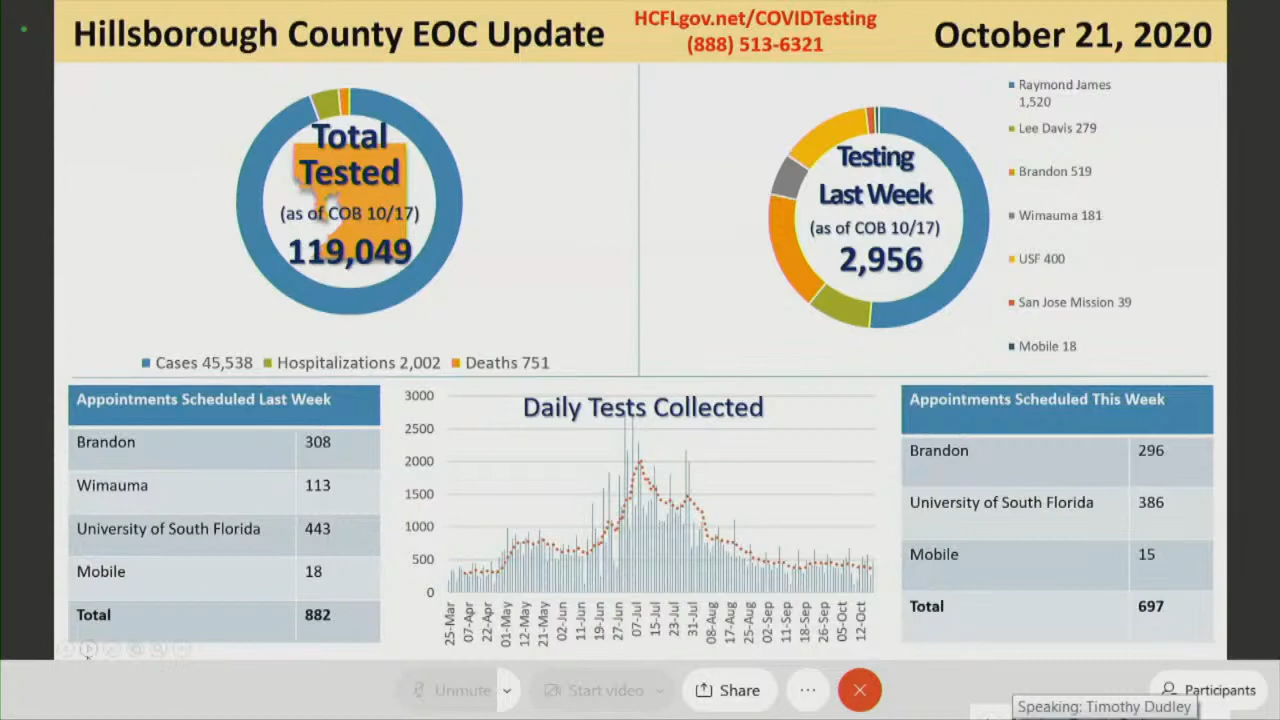 Hillsborough County EOC Update
HCFLgov.net/COVIDTesting
(888) 513-6321
October 21, 2020
Total
Tested
(as of COB 10/17)
119,049
Cases 45,538
Hospitalizations 2,002
Deaths 751
Testing
Last Week
(as of COB 10/17)
2,956
Raymond James
1,520
Lee Davis 279
Brandon 519
Wimauma 181
USF 400
San Jose Mission 39
Mobile 18
Appointments Scheduled Last Week
Brandon 308
Wimauma 113
University of South Florida 443
Mobile 18
Total 882
Daily Tests Collected
3000
2500
2000
1500
1000
500
0
25-Mar
07-Apr
22-Apr
01-May
12-May
21-May
02-Jun
11-Jun
19-Jun
27-Jun
07-Jul
15-Jul
23-Jul
31-Jul
08-Aug
17-Aug
25-Aug
02-Sep
11-Sep
18-Sep
26-Sep
05-Oct
12-Oct
Appointments Scheduled This Week
Brandon 296
University of South Florida 386
Mobile 15
Total 697
Unmute
Start video
Share
Participants
Speaking: Timothy Dudley